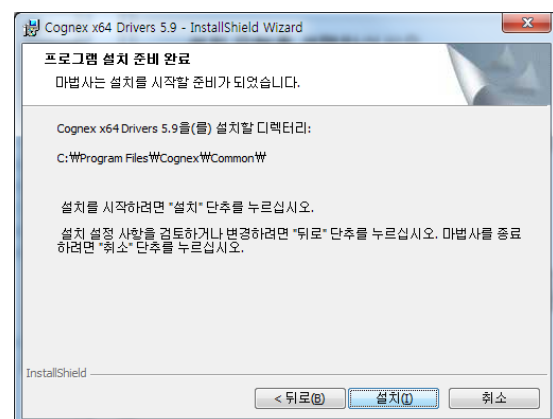 Cognex x64 Drivers 5.9 - InstallShield Wizard
프로그램 설치 준비 완료
마법사는 설치를 시작할 준비가 되었습니다.
Cognex x64 Drivers 5.9을(를) 설치할 디렉터리:
C:₩Program Files₩Cognex₩Common₩
설치를 시작하려면 "설치" 단추를 누르십시오.
설치 설정 사항을 검토하거나 변경하려면 "뒤로" 단추를 누르십시오. 마법사를 종료
하려면 "취소" 단추를 누르십시오.
InstallShield
< 뒤로(B) 설치(I) 취소